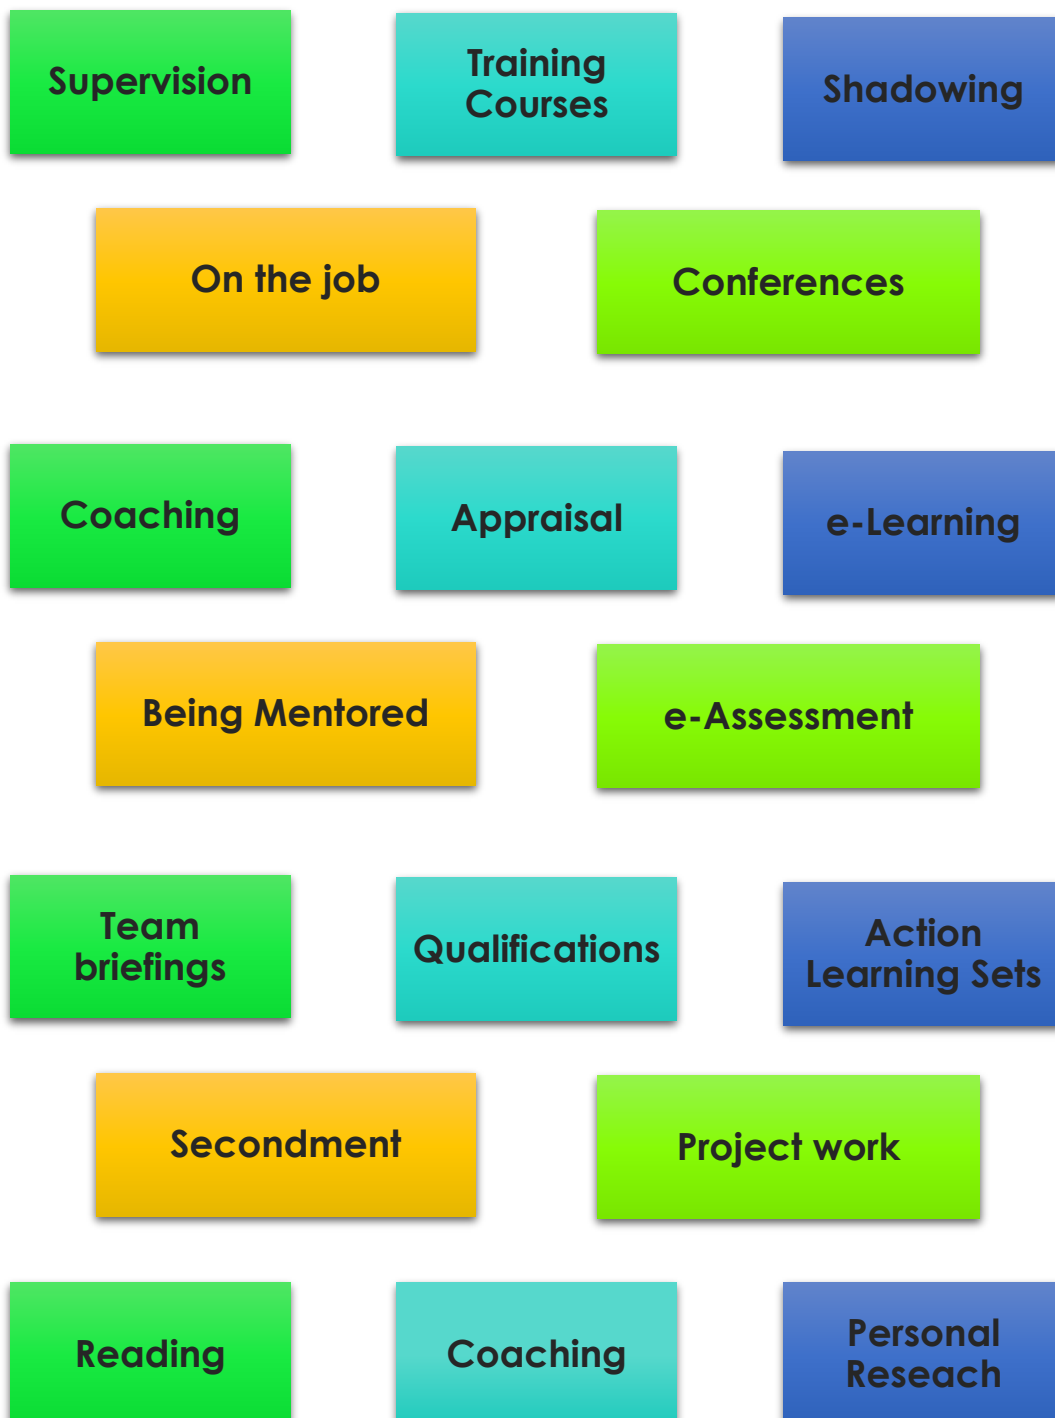 Supervision
Training
Courses
Shadowing
On the job
Conferences
Coaching
Appraisal
e-Learning
Being Mentored
e-Assessment
Team
briefings
Qualifications
Action
Learning Sets
Secondment
Project work
Reading
Coaching
Personal
Reseach